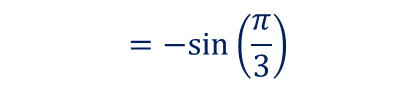 = −sin (π/3)